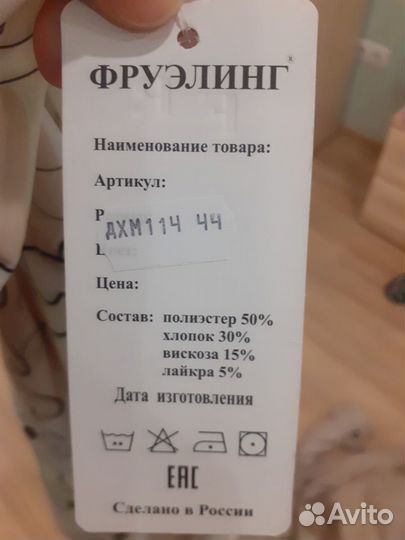 ФРУЭЛИНГ®
Наименование товара:
Артикул:
Р
ДХМ114 44
Цена:
Состав: полиэстер 50%
хлопок 30%
вискоза 15%
лайкра 5%
Дата изготовления
EAC
Сделано в России
Avito